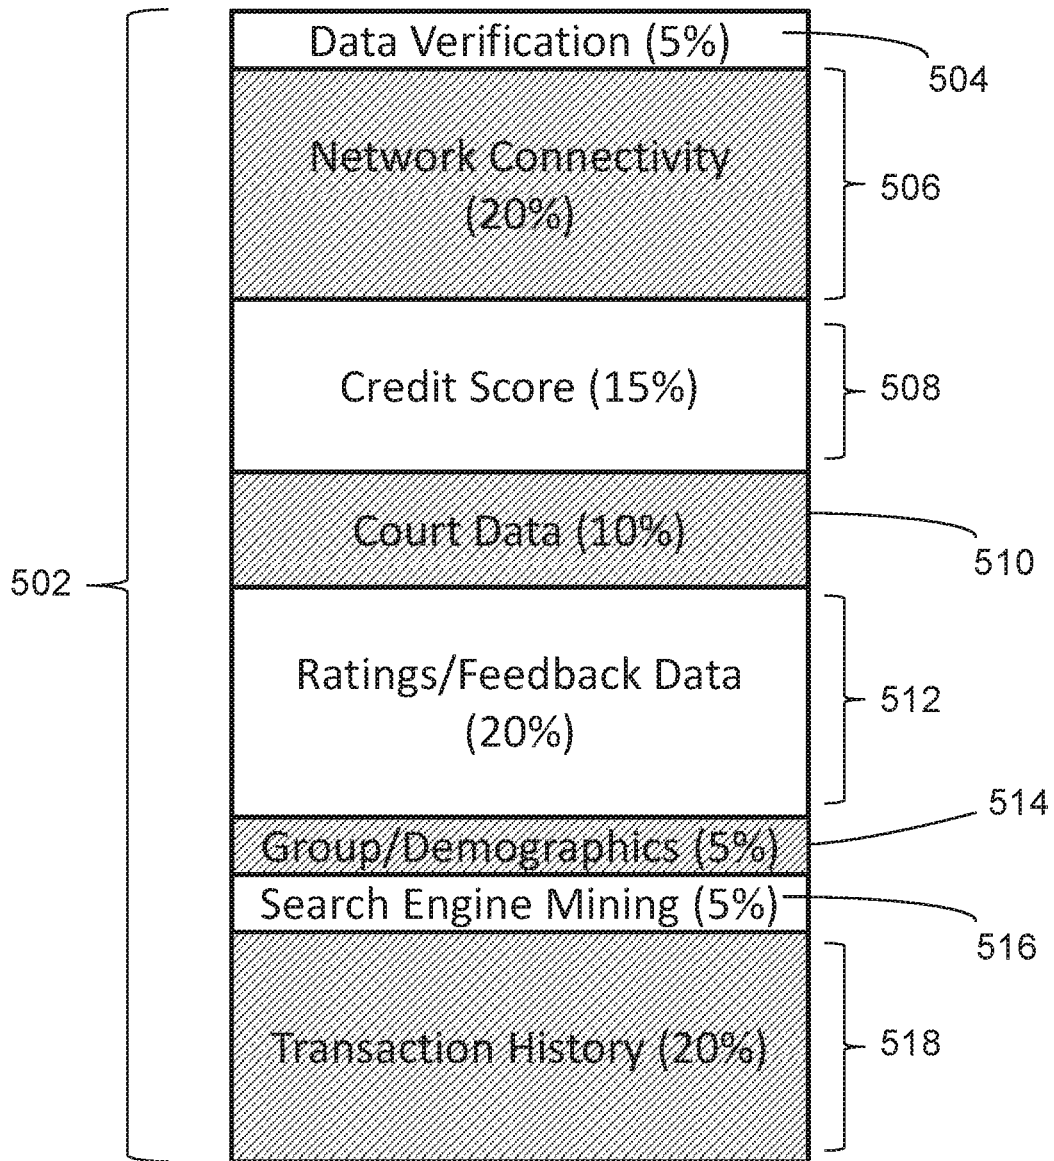 Data Verification (5%)
504
Network Connectivity
(20%)
506
Credit Score (15%)
508
Court Data (10%)
510
502
Ratings/Feedback Data
(20%)
512
514
Group/Demographics (5%)
Search Engine Mining (5%)
516
Transaction History (20%)
518